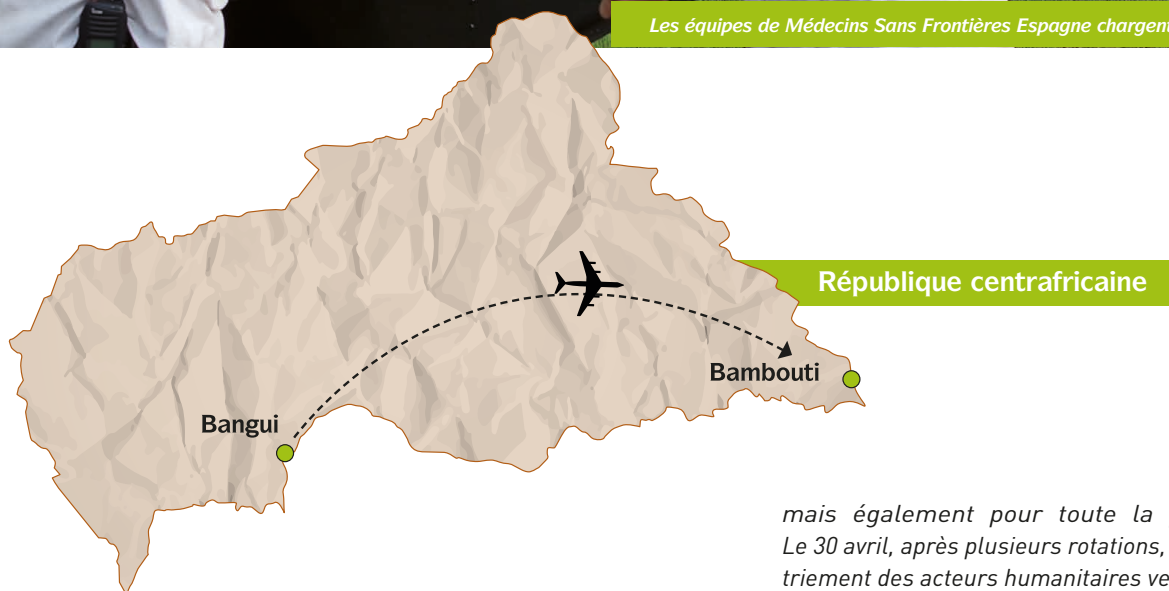 Les équipes de Médecins Sans Frontières Espagne chargent
République centrafricaine
Bambouti
Bangui
mais également pour toute la
Le 30 avril, après plusieurs rotations,
triement des acteurs humanitaires ve